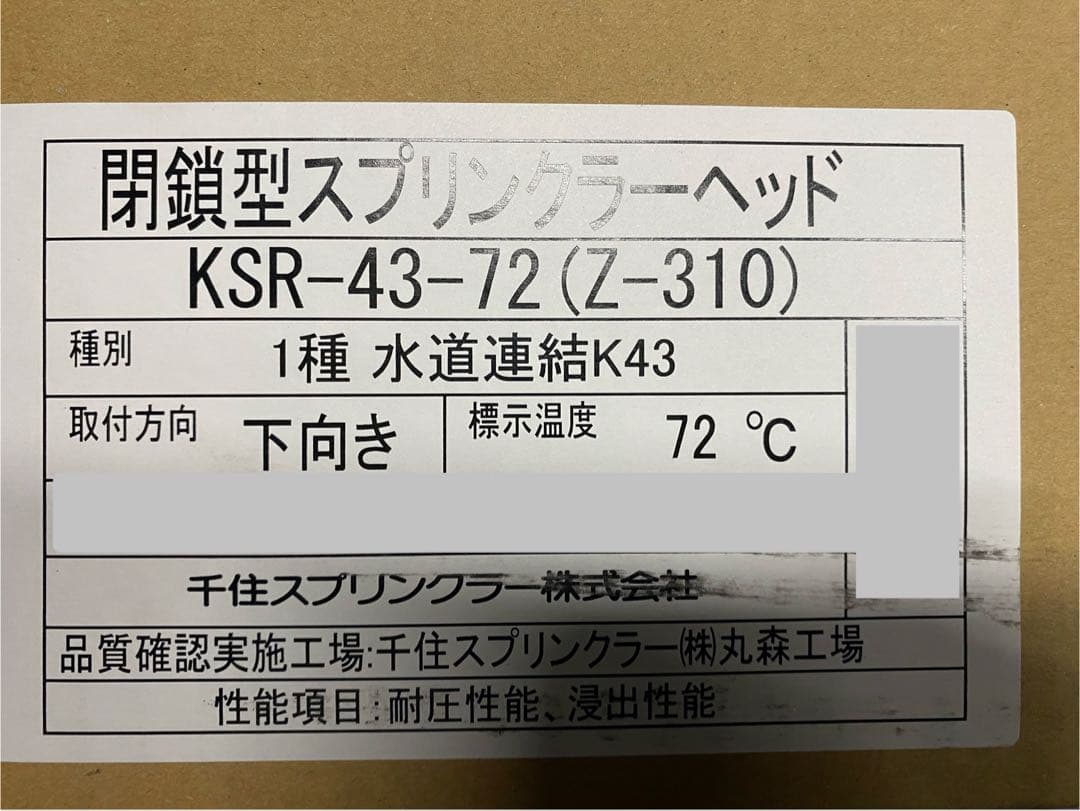 閉鎖型スプリンクラーヘッド
KSR-43-72(Z-310)
種別 1種 水道連結K43
取付方向 下向き 標示温度 72 ℃
千住スプリンクラー株式会社
品質確認実施工場:千住スプリンクラー㈱丸森工場
性能項目:耐圧性能、浸出性能